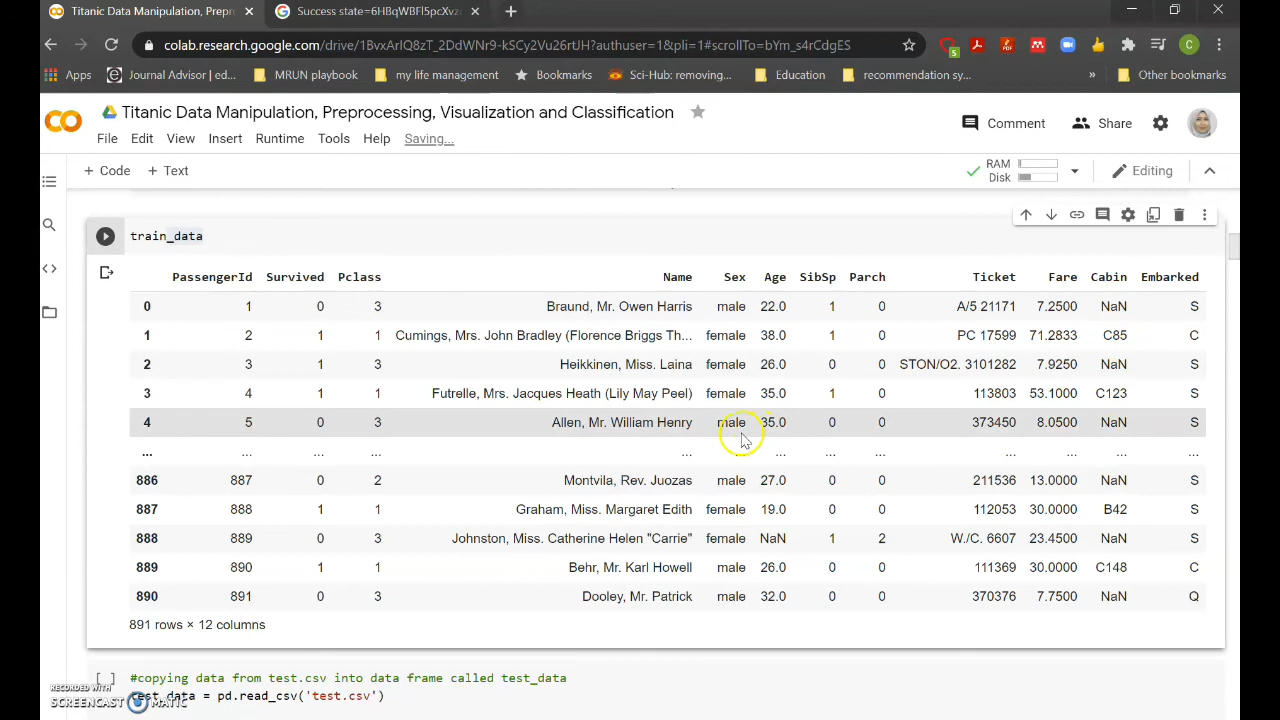 Titanic Data Manipulation, Prepr
Success state=6HBqWBFl5pcXvz
colab.research.google.com/drive/1BvxArIQ8zT_2DdWNr9-kSCy2Vu26rtUH?authuser=1&pli=1#scrollTo=bYm_s4rCdgES
5
C
Apps Journal Advisor | ed... MRUN playbook my life management Bookmarks Sci-Hub: removing... Education recommendation sy... » Other bookmarks
Titanic Data Manipulation, Preprocessing, Visualization and Classification
Comment Share
File Edit View Insert Runtime Tools Help Saving...
+ Code + Text
RAM
Disk
Editing
train_data
PassengerId Survived Pclass Name Sex Age SibSp Parch Ticket Fare Cabin Embarked
0 1 0 3 Braund, Mr. Owen Harris male 22.0 1 0 A/5 21171 7.2500 NaN S
1 2 1 1 Cumings, Mrs. John Bradley (Florence Briggs Th... female 38.0 1 0 PC 17599 71.2833 C85 C
2 3 1 3 Heikkinen, Miss. Laina female 26.0 0 0 STON/O2. 3101282 7.9250 NaN S
3 4 1 1 Futrelle, Mrs. Jacques Heath (Lily May Peel) female 35.0 1 0 113803 53.1000 C123 S
4 5 0 3 Allen, Mr. William Henry male 35.0 0 0 373450 8.0500 NaN S
... ... ... ... ... ... ... ... ... ... ... ... ...
886 887 0 2 Montvila, Rev. Juozas male 27.0 0 0 211536 13.0000 NaN S
887 888 1 1 Graham, Miss. Margaret Edith female 19.0 0 0 112053 30.0000 B42 S
888 889 0 3 Johnston, Miss. Catherine Helen "Carrie" female NaN 1 2 W./C. 6607 23.4500 NaN S
889 890 1 1 Behr, Mr. Karl Howell male 26.0 0 0 111369 30.0000 C148 C
890 891 0 3 Dooley, Mr. Patrick male 32.0 0 0 370376 7.7500 NaN Q
891 rows × 12 columns
[ ] #copying data from test.csv into data frame called test_data
test_data = pd.read_csv('test.csv')
RECORDED WITH
SCREENCAST MATIC